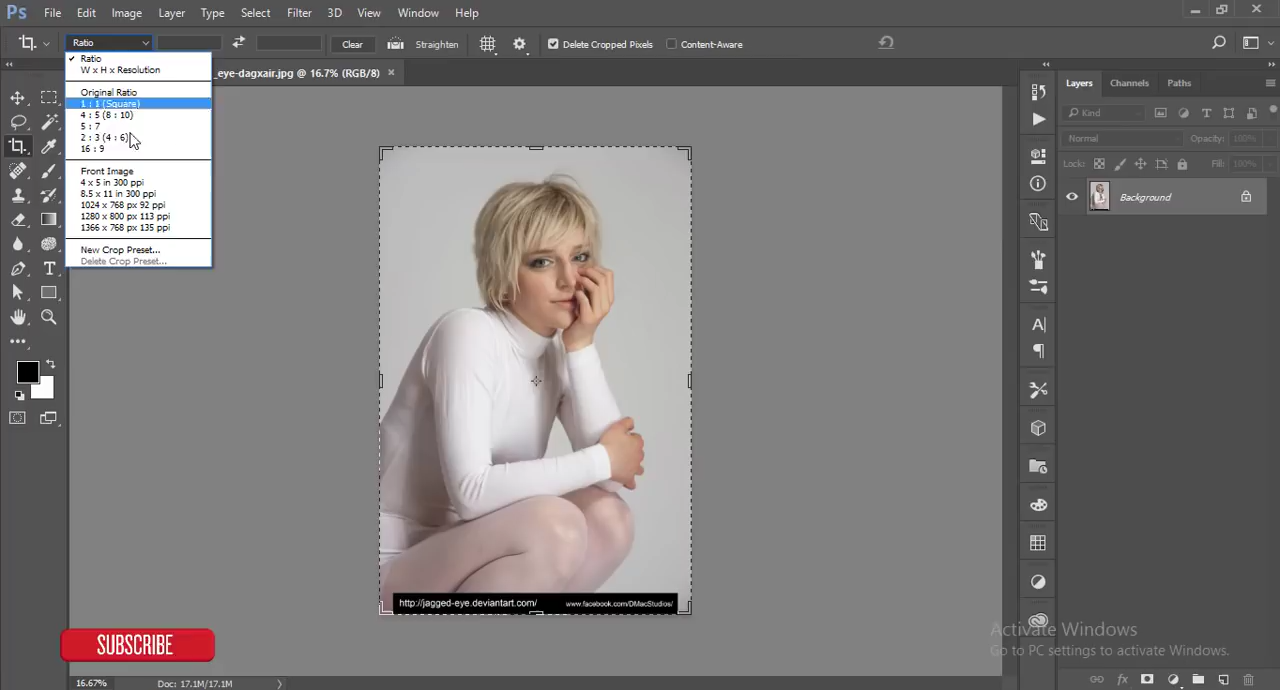 Ps File Edit Image Layer Type Select Filter 3D View Window Help
Ratio Clear Straighten Delete Cropped Pixels Content-Aware
_eye-dagxair.jpg @ 16.7% (RGB/8) ×
Ratio
W x H x Resolution
Original Ratio
1 : 1 (Square)
4 : 5 (8 : 10)
5 : 7
2 : 3 (4 : 6)
16 : 9
Front Image
4 x 5 in 300 ppi
8.5 x 11 in 300 ppi
1024 x 768 px 92 ppi
1280 x 800 px 113 ppi
1366 x 768 px 135 ppi
New Crop Preset...
Delete Crop Preset...
Layers Channels Paths
Kind
Normal Opacity: 100%
Lock: Fill: 100%
Background
http://jagged-eye.deviantart.com/ www.facebook.com/DMacStudios/
SUBSCRIBE
Activate Windows
Go to PC settings to activate Windows.
16.67% Doc: 17.1M/17.1M